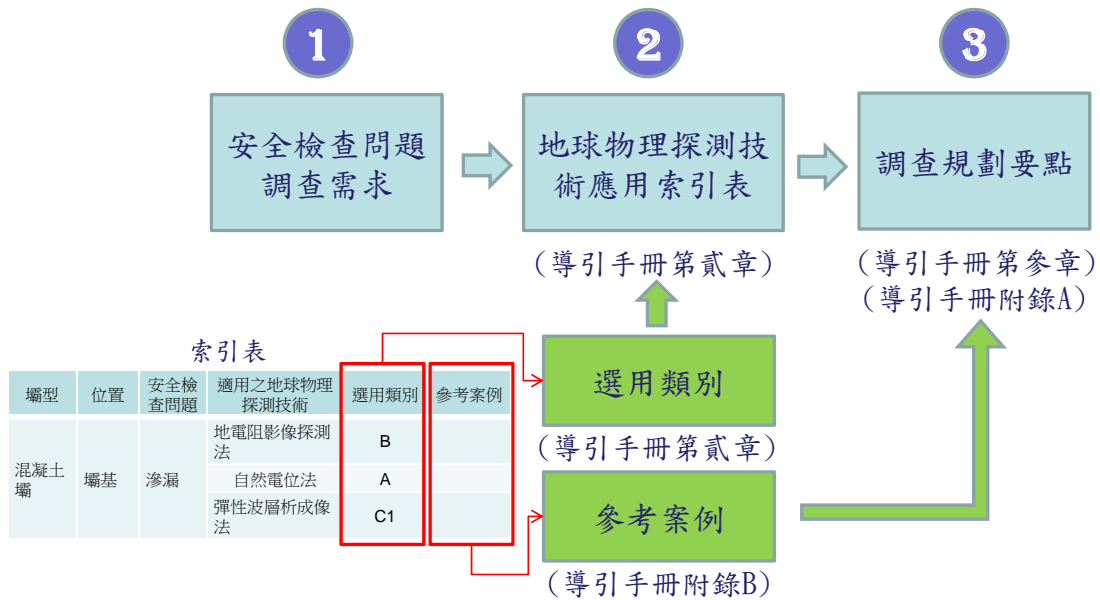 1
2
3
安全檢查問題
調查需求
地球物理探測技
術應用索引表
調查規劃要點
(導引手冊第貳章)
(導引手冊第參章)
(導引手冊附錄A)
索引表
壩型
位置
安全檢
查問題
適用之地球物理
探測技術
選用類別
參考案例
混凝土
壩
壩基
滲漏
地電阻影像探測
法
B
自然電位法
A
彈性波層析成像
法
C1
選用類別
(導引手冊第貳章)
參考案例
(導引手冊附錄B)